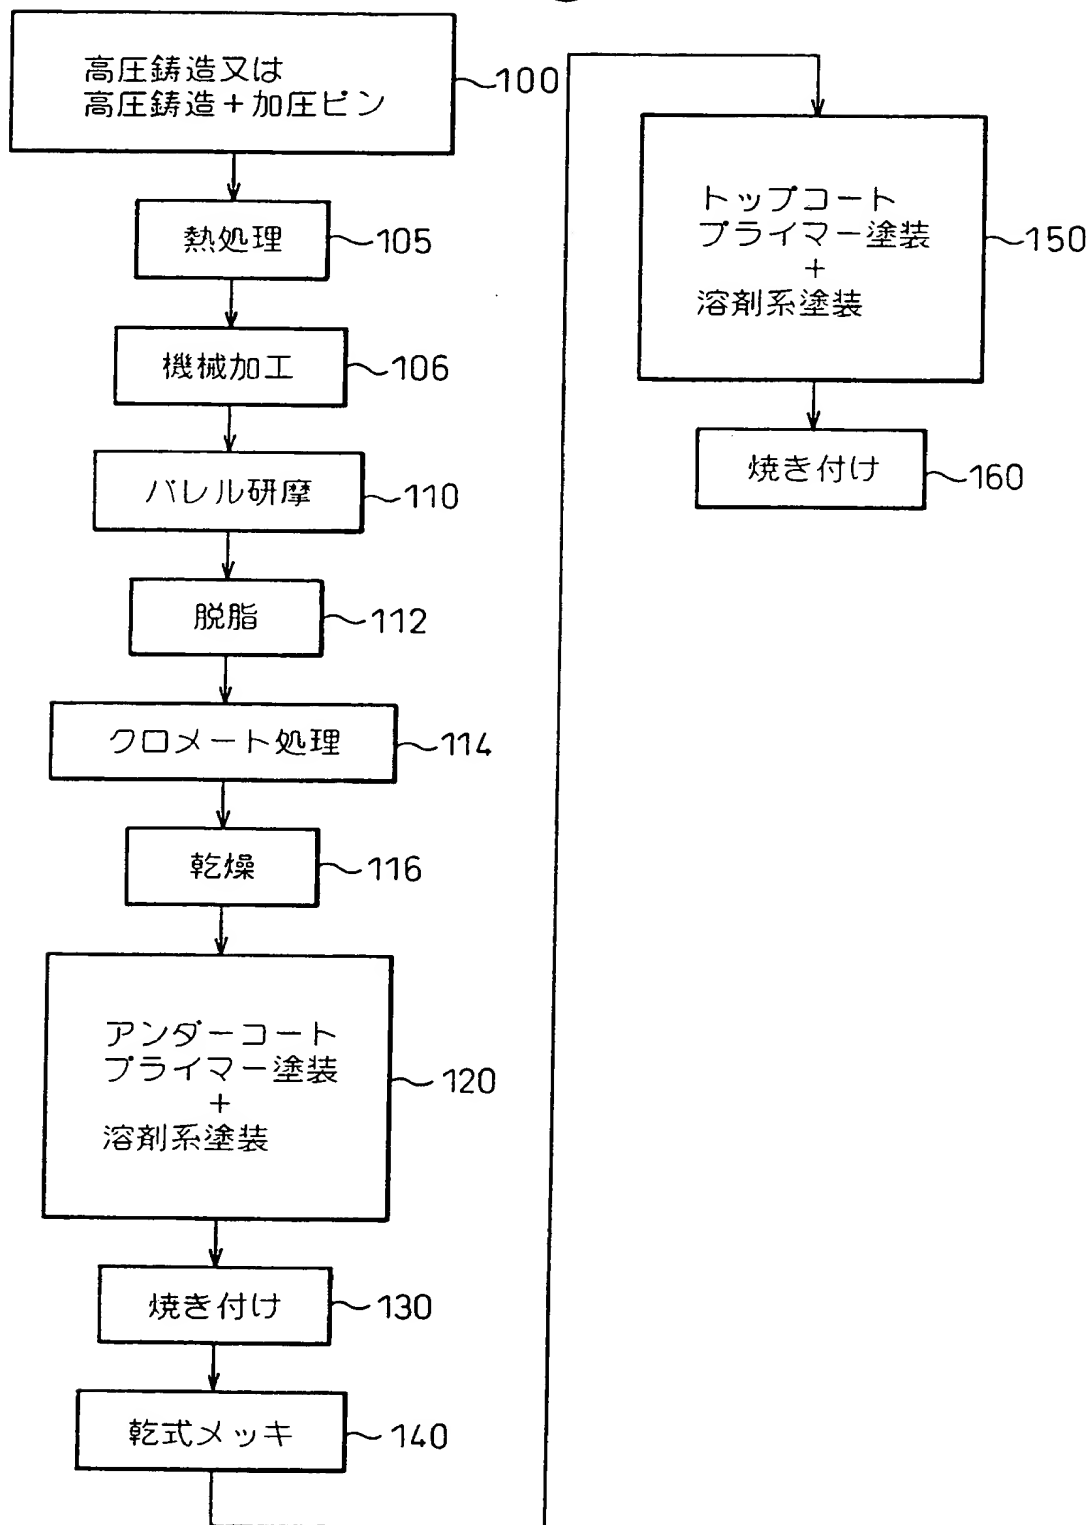 高圧鋳造又は
高圧鋳造+加圧ピン
100
熱処理
105
機械加工
106
バレル研摩
110
脱脂
112
クロメート処理
114
乾燥
116
アンダーコート
プライマー塗装
+
溶剤系塗装
120
焼き付け
130
乾式メッキ
140
トップコート
プライマー塗装
+
溶剤系塗装
150
焼き付け
160